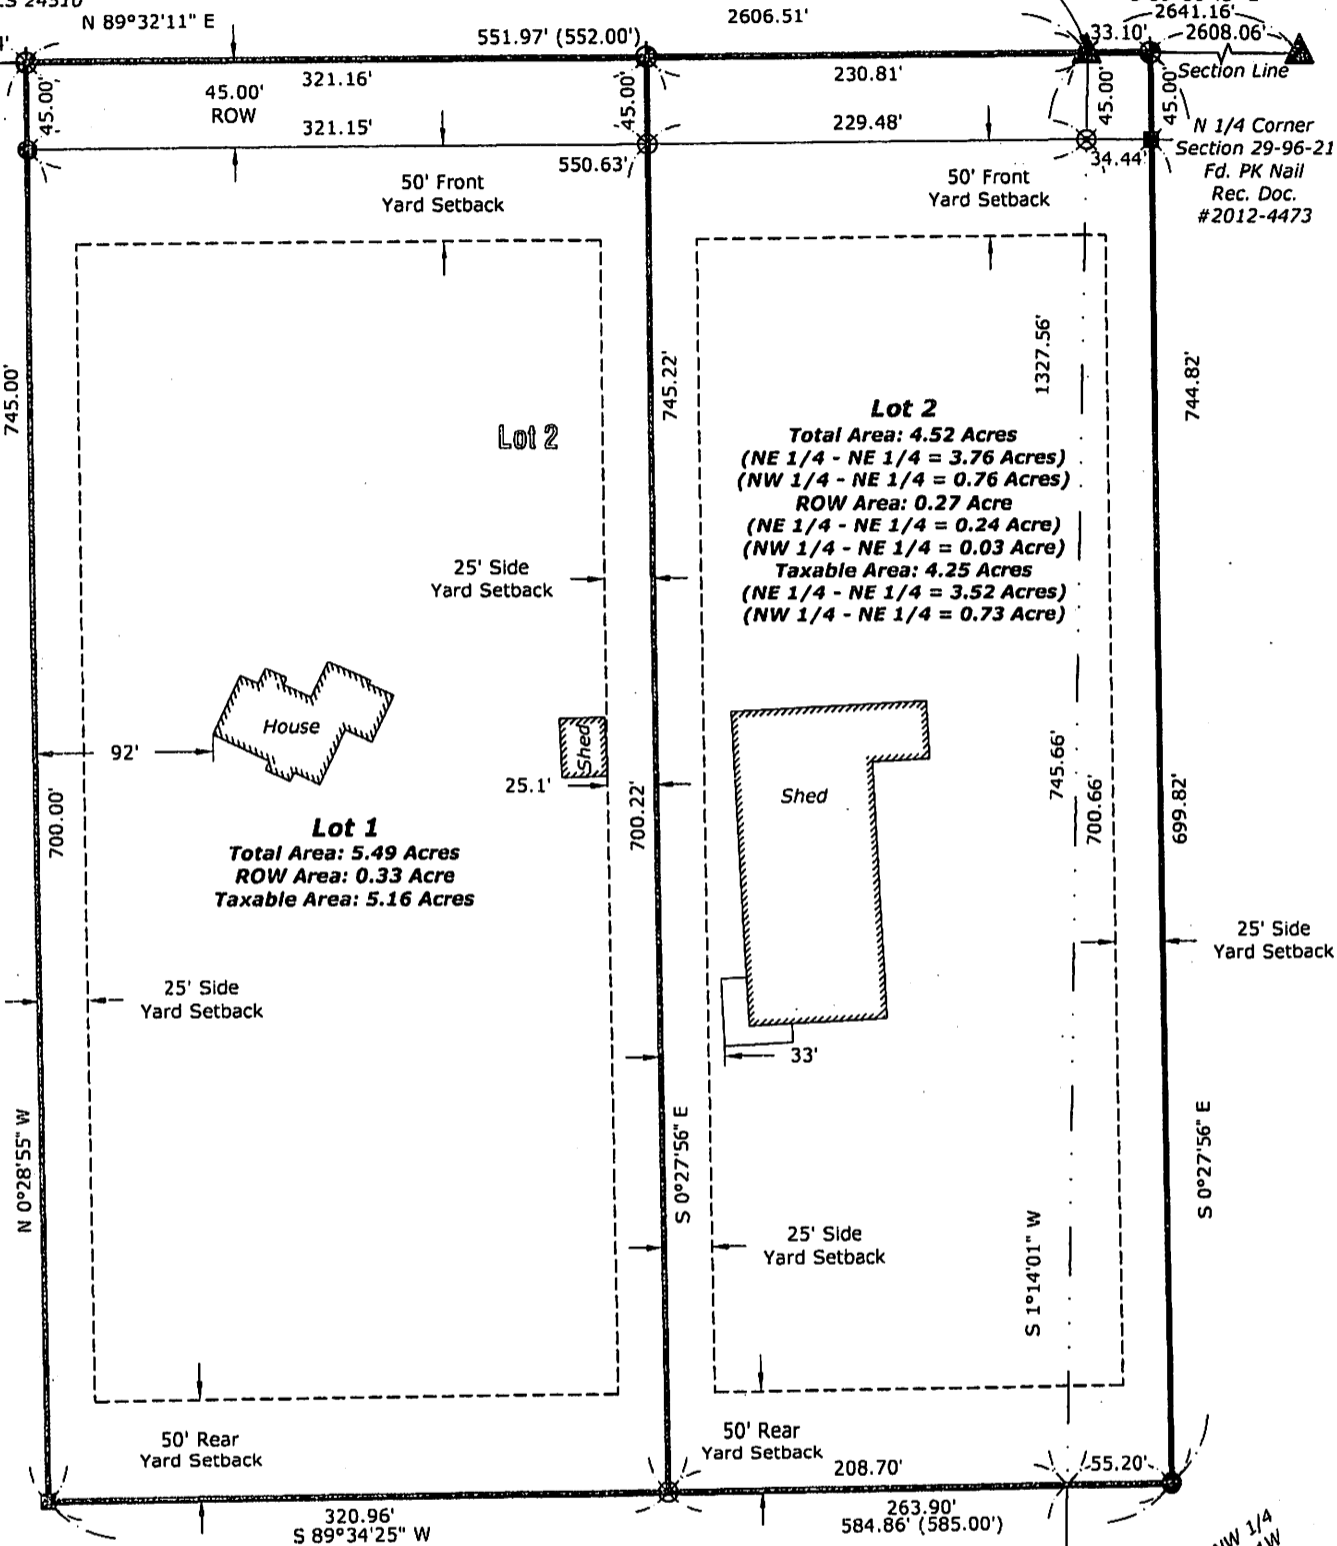 LS 24310
N 89°32'11" E
2606.51'
2641.16'
551.97' (552.00')
33.10'
2608.06'
321.16'
230.81'
Section Line
45.00'
45.00'
ROW
45.00'
45.00'
45.00'
321.15'
229.48'
550.63'
34.44'
N 1/4 Corner
Section 29-96-21
Fd. PK Nail
Rec. Doc.
#2012-4473
50' Front
Yard Setback
50' Front
Yard Setback
745.00'
745.22'
1327.56'
744.82'
Lot 2
Lot 2
Total Area: 4.52 Acres
(NE 1/4 - NE 1/4 = 3.76 Acres)
(NW 1/4 - NE 1/4 = 0.76 Acres)
ROW Area: 0.27 Acre
(NE 1/4 - NE 1/4 = 0.24 Acre)
(NW 1/4 - NE 1/4 = 0.03 Acre)
Taxable Area: 4.25 Acres
(NE 1/4 - NE 1/4 = 3.52 Acres)
(NW 1/4 - NE 1/4 = 0.73 Acre)
25' Side
Yard Setback
House
92'
Shed
25.1'
Shed
700.00'
700.22'
745.66'
700.66'
699.82'
Lot 1
Total Area: 5.49 Acres
ROW Area: 0.33 Acre
Taxable Area: 5.16 Acres
25' Side
Yard Setback
25' Side
Yard Setback
33'
N 0°28'55" W
S 0°27'56" E
S 1°14'01" W
S 0°27'56" E
25' Side
Yard Setback
50' Rear
Yard Setback
50' Rear
Yard Setback
208.70'
55.20'
320.96'
S 89°34'25" W
263.90'
584.86' (585.00')
NW 1/4